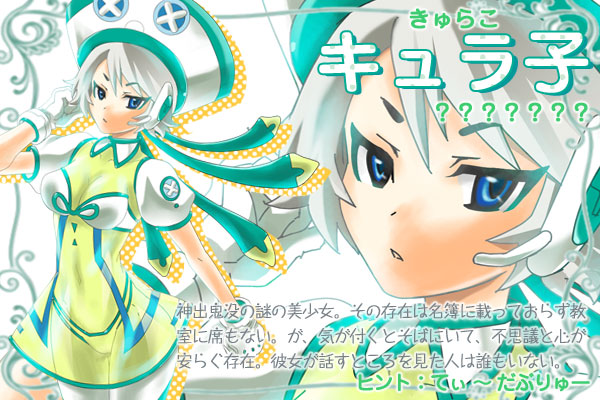 きゅらこ
キュラ子
???????
神出鬼没の謎の美少女。その存在は名簿に載っておらず教
室に席もない。が、気が付くとそばにいて、不思議と心が
安らぐ存在。彼女が話すところを見た人は誰もいない。
ヒント:てぃ～だぶりゅー